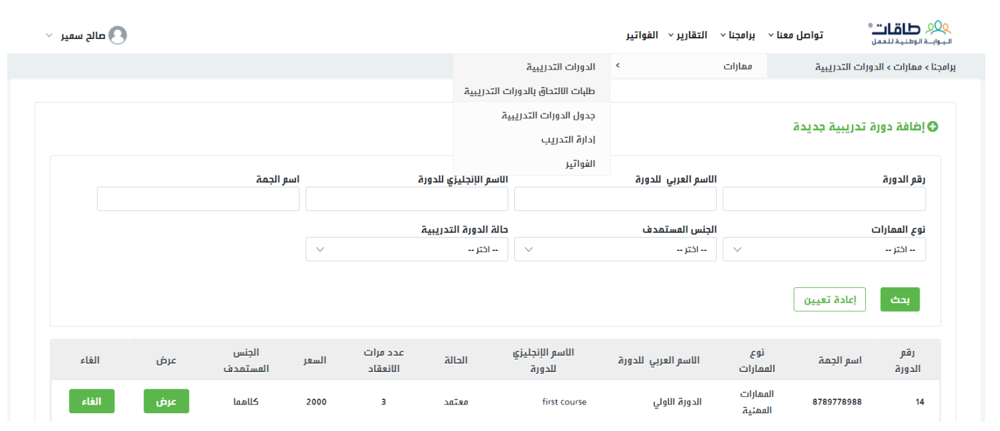 طاقات®
البوابة الوطنية للعمل
تواصل معنا
برامجنا
التقارير
الفواتير
صالح سمير
برامجنا > مهارات > الدورات التدريبية
مهارات
الدورات التدريبية
طلبات الالتحاق بالدورات التدريبية
جدول الدورات التدريبية
إدارة التدريب
الفواتير
إضافة دورة تدريبية جديدة
رقم الدورة
الاسم العربي للدورة
الاسم الإنجليزي للدورة
اسم الجهة
نوع المهارات
الجنس المستهدف
حالة الدورة التدريبية
-- اختر --
-- اختر --
-- اختر --
بحث
إعادة تعيين
رقم الدورة
اسم الجهة
نوع المهارات
الاسم العربي للدورة
الاسم الإنجليزي للدورة
الحالة
عدد مرات الانعقاد
السعر
الجنس المستهدف
عرض
الغاء
14
8789778988
المهارات المهنية
الدورة الاولي
first course
معتمد
3
2000
كلاهما
عرض
الغاء